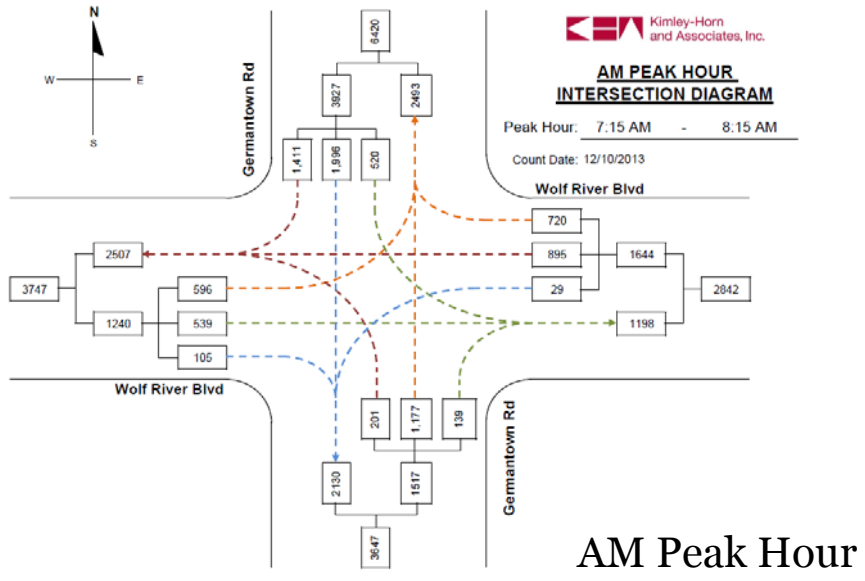 N
W
E
S
6420
3927
2493
1,411
1,996
520
Germantown Rd
Kimley-Horn
and Associates, Inc.
AM PEAK HOUR
INTERSECTION DIAGRAM
Peak Hour: 7:15 AM - 8:15 AM
Count Date: 12/10/2013
Wolf River Blvd
720
895
29
1644
1198
2842
3747
2507
1240
596
539
105
Wolf River Blvd
201
1,177
139
2130
1517
3647
Germantown Rd
AM Peak Hour